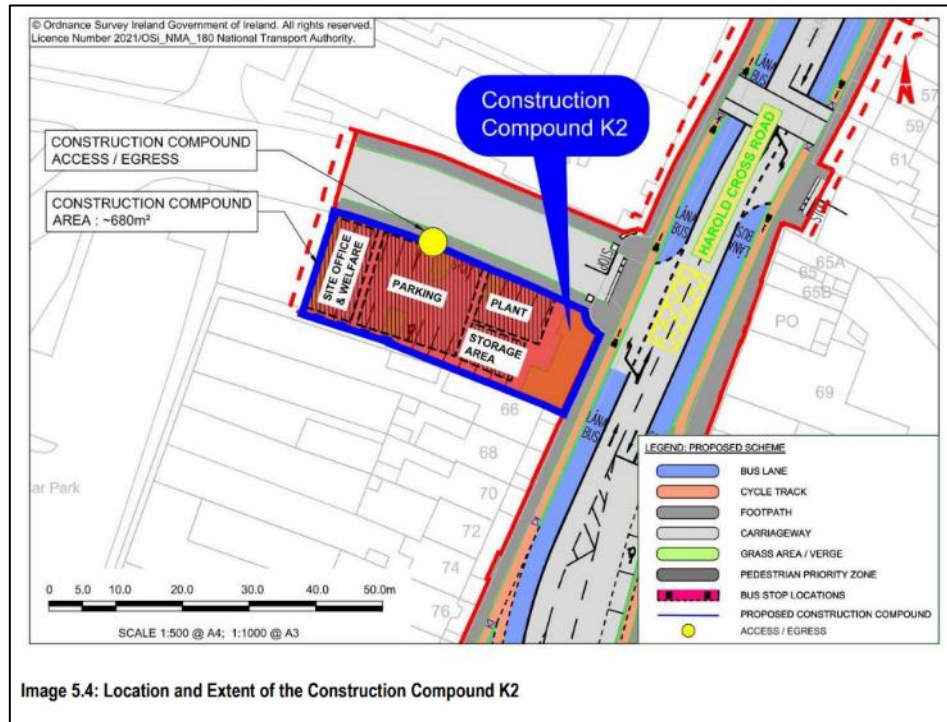 © Ordnance Survey Ireland Government of Ireland. All rights reserved.
Licence Number 2021/OSi_NMA_180 National Transport Authority.
Construction
Compound K2
CONSTRUCTION COMPOUND
ACCESS / EGRESS
CONSTRUCTION COMPOUND
AREA : ~680m²
SITE OFFICE
& WELFARE
PARKING
PLANT
STORAGE
AREA
HAROLD CROSS ROAD
LÁNA
BUS
LÁNA
BUS
LÁNA
BUS
LÁNA
BUS
STOP
STOP
57
59
61
65A
65
65B
PO
69
66
68
70
72
74
76
ar Park
0 5.0 10.0 20.0 30.0 40.0 50.0m
SCALE 1:500 @ A4; 1:1000 @ A3
LEGEND: PROPOSED SCHEME
BUS LANE
CYCLE TRACK
FOOTPATH
CARRIAGEWAY
GRASS AREA / VERGE
PEDESTRIAN PRIORITY ZONE
BUS STOP LOCATIONS
PROPOSED CONSTRUCTION COMPOUND
ACCESS / EGRESS
Image 5.4: Location and Extent of the Construction Compound K2